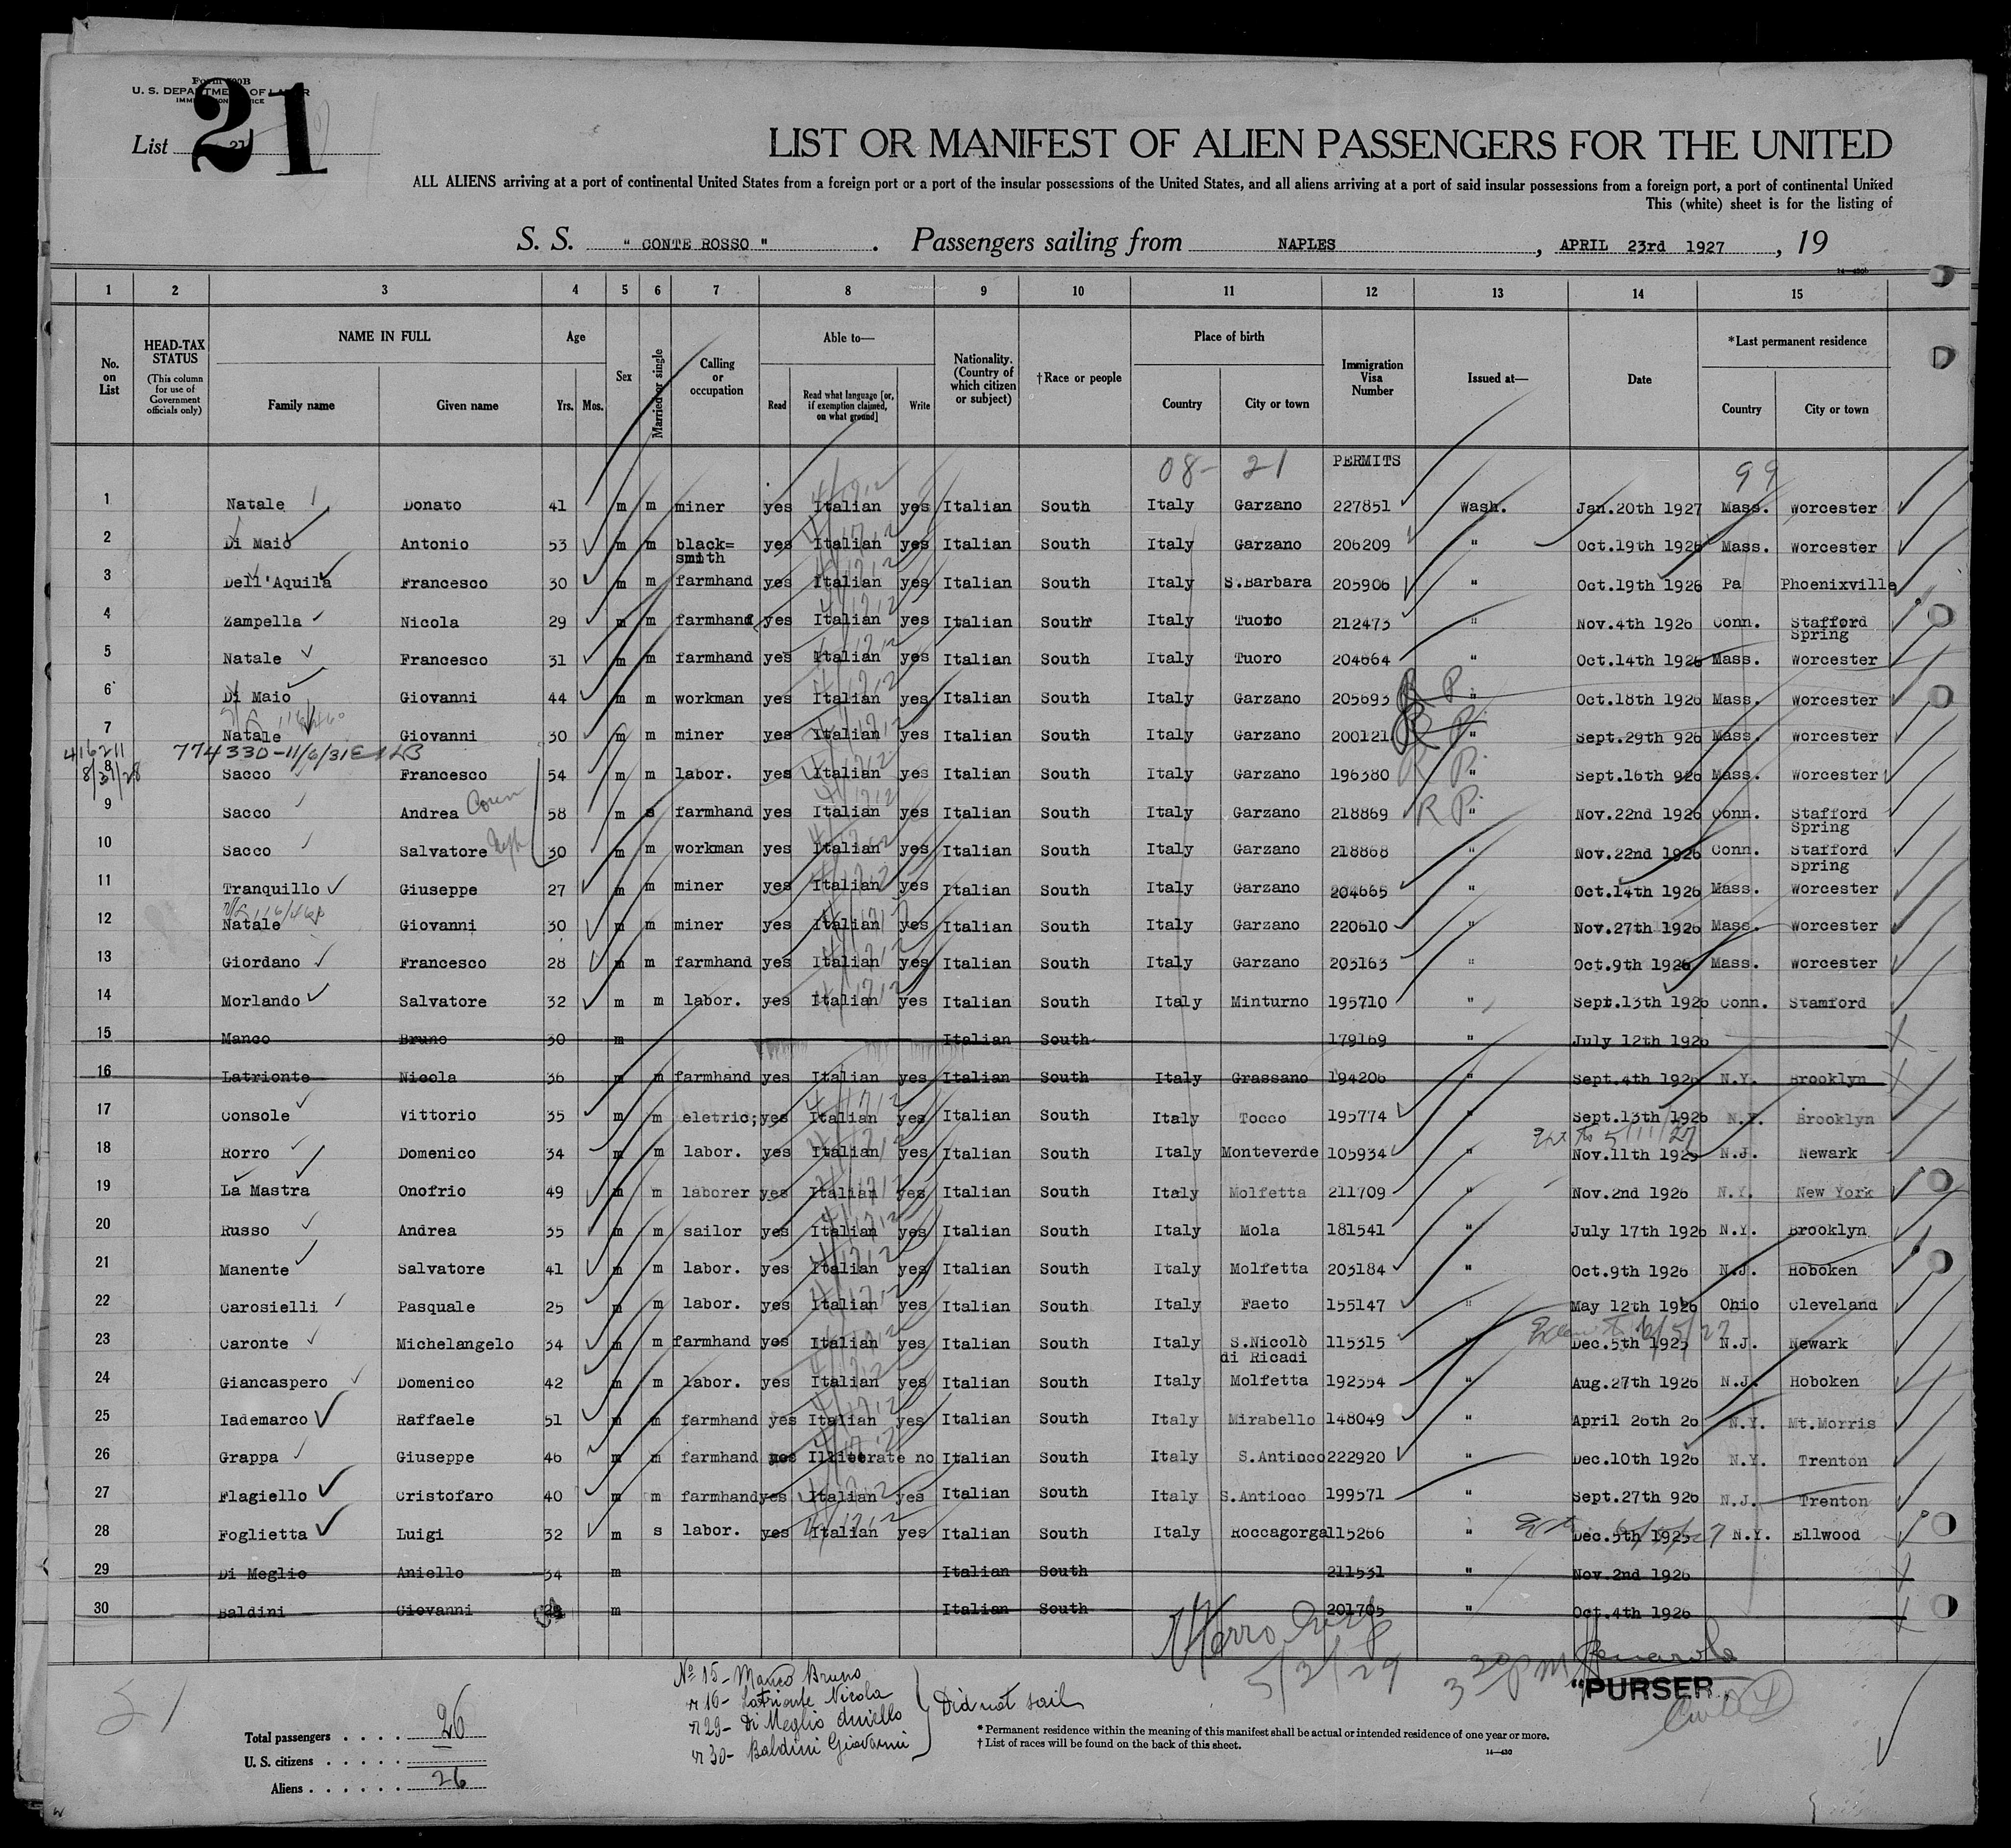 Form 500B
U. S. DEPARTMENT OF LABOR
IMMIGRATION SERVICE
List 21
21
LIST OR MANIFEST OF ALIEN PASSENGERS FOR THE UNITED
ALL ALIENS arriving at a port of continental United States from a foreign port or a port of the insular possessions of the United States, and all aliens arriving at a port of said insular possessions from a foreign port, a port of continental United
This (white) sheet is for the listing of
S. S. " CONTE ROSSO ". Passengers sailing from NAPLES, APRIL 23rd 1927, 19
1 2 3 4 5 6 7 8 9 10 11 12 13 14 15
No. on List
HEAD-TAX STATUS (This column for use of Government officials only)
NAME IN FULL Family name Given name
Age Yrs. Mos.
Sex
Married or single
Calling or occupation
Able to— Read Read what language [or, if exemption claimed, on what ground] Write
Nationality. (Country of which citizen or subject)
†Race or people
Place of birth Country City or town
Immigration Visa Number
Issued at—
Date
*Last permanent residence Country City or town
08- 21 PERMITS 99
1 Natale Donato 41 m m miner yes Italian yes Italian South Italy Garzano 227851 Wash. Jan.20th 1927 Mass. Worcester
2 Di Maio Antonio 53 m m black=smith yes Italian yes Italian South Italy Garzano 206209 " Oct.19th 1926 Mass. Worcester
3 Dell'Aquila Francesco 30 m m farmhand yes Italian yes Italian South Italy S.Barbara 205906 " Oct.19th 1926 Pa Phoenixville
4 Zampella Nicola 29 m m farmhand yes Italian yes Italian South Italy Tuoro 212473 " Nov.4th 1926 Conn. Stafford Spring
5 Natale Francesco 31 m m farmhand yes Italian yes Italian South Italy Tuoro 204664 " Oct.14th 1926 Mass. Worcester
6 Di Maio Giovanni 44 m m workman yes Italian yes Italian South Italy Garzano 205693 R P " Oct.18th 1926 Mass. Worcester
7 Natale Giovanni 30 m m miner yes Italian yes Italian South Italy Garzano 200121 R P " Sept.29th 926 Mass. Worcester
416211 774330-11/6/31
8/31/28
8 Sacco Francesco 54 m m labor. yes Italian yes Italian South Italy Garzano 196380 R P " Sept.16th 926 Mass. Worcester
9 Sacco Andrea 58 m s farmhand yes Italian yes Italian South Italy Garzano 218869 R P " Nov.22nd 1926 Conn. Stafford Spring
10 Sacco Salvatore 30 m m workman yes Italian yes Italian South Italy Garzano 218868 " Nov.22nd 1926 Conn. Stafford Spring
11 Tranquillo Giuseppe 27 m m miner yes Italian yes Italian South Italy Garzano 204665 " Oct.14th 1926 Mass. Worcester
12 Natale Giovanni 30 m m miner yes Italian yes Italian South Italy Garzano 220610 " Nov.27th 1926 Mass. Worcester
13 Giordano Francesco 28 m m farmhand yes Italian yes Italian South Italy Garzano 203163 " Oct.9th 1926 Mass. Worcester
14 Morlando Salvatore 32 m m labor. yes Italian yes Italian South Italy Minturno 195710 " Sept.13th 1926 Conn. Stamford
15 Manco Bruno 30 m Italian South 179169 " July 12th 1926
16 Latrionte Nicola 36 m m farmhand yes Italian yes Italian South Italy Grassano 194206 " Sept.4th 1926 N.Y. Brooklyn
17 Console Vittorio 35 m m eletric; yes Italian yes Italian South Italy Tocco 195774 " Sept.13th 1926 N.Y. Brooklyn
18 Rorro Domenico 34 m m labor. yes Italian yes Italian South Italy Monteverde 105934 " Nov.11th 1925 N.J. Newark
19 La Mastra Onofrio 49 m m laborer yes Italian yes Italian South Italy Molfetta 211709 " Nov.2nd 1926 N.Y. New York
20 Russo Andrea 35 m m sailor yes Italian yes Italian South Italy Mola 181541 " July 17th 1926 N.Y. Brooklyn
21 Manente Salvatore 41 m m labor. yes Italian yes Italian South Italy Molfetta 203184 " Oct.9th 1926 N.J. Hoboken
22 Carosielli Pasquale 25 m m labor. yes Italian yes Italian South Italy Faeto 155147 " May 12th 1926 Ohio Cleveland
23 Caronte Michelangelo 34 m m farmhand yes Italian yes Italian South Italy S.Nicolò di Ricadi 115315 " Dec.5th 1925 N.J. Newark
24 Giancaspero Domenico 42 m m labor. yes Italian yes Italian South Italy Molfetta 192554 " Aug.27th 1926 N.J. Hoboken
25 Iademarco Raffaele 51 m m farmhand yes Italian yes Italian South Italy Mirabello 148049 " April 26th 26 N.Y. Mt.Morris
26 Grappa Giuseppe 46 m m farmhand no Illiterate no Italian South Italy S.Antioco 222920 " Dec.10th 1926 N.Y. Trenton
27 Flagiello Cristofaro 40 m m farmhand yes Italian yes Italian South Italy S.Antioco 199571 " Sept.27th 926 N.J. Trenton
28 Foglietta Luigi 32 m s labor. yes Italian yes Italian South Italy Roccagorga 115266 " Dec.5th 1925 N.Y. Ellwood
29 Di Meglio Aniello 34 m Italian South 211531 " Nov.2nd 1926
30 Baldini Giovanni m Italian South 201705 " Oct.4th 1926
Nº 15- Manco Bruno
" 16- Latrionte Nicola
" 29- Di Meglio Aniello
" 30- Baldini Giovanni
Did not sail
330 pm
"PURSER
Total passengers . . . . 26
U. S. citizens . . . . .
Aliens . . . . . . 26
* Permanent residence within the meaning of this manifest shall be actual or intended residence of one year or more.
† List of races will be found on the back of this sheet.
14—430